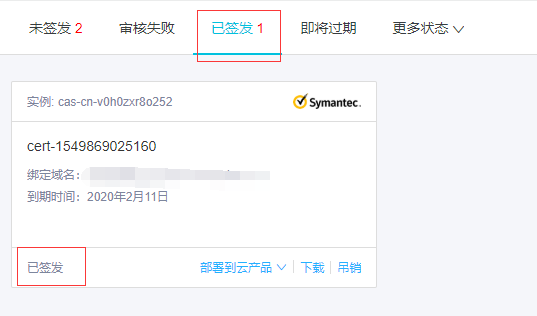 未签发 2 审核失败 已签发 1 即将过期 更多状态
实例: cas-cn-v0h0zxr8o252 Symantec.
cert-1549869025160
绑定域名:
到期时间: 2020年2月11日
已签发 部署到云产品 下载 吊销